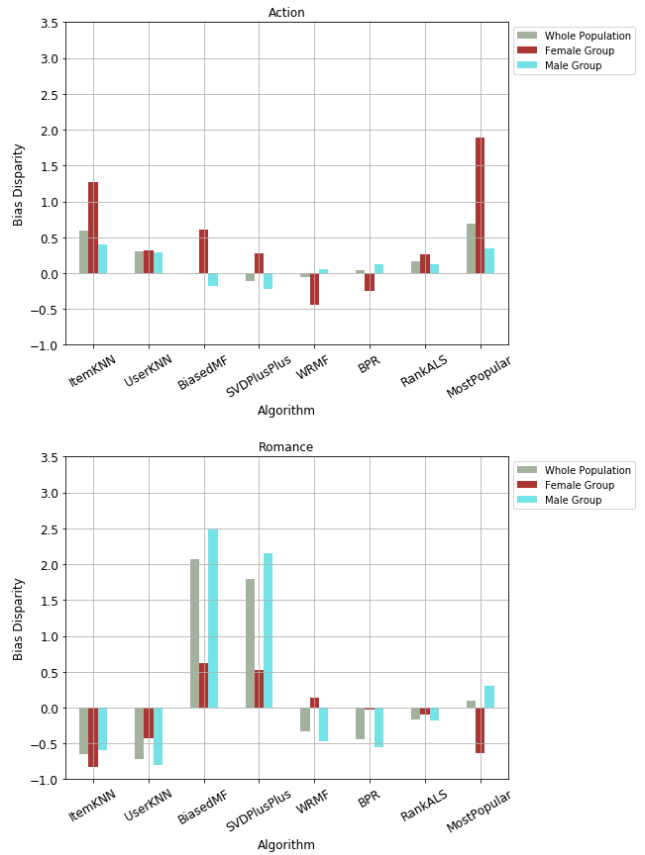 Action
3.5
3.0
2.5
2.0
1.5
1.0
0.5
0.0
−0.5
−1.0
Bias Disparity
Whole Population
Female Group
Male Group
ItemKNN
UserKNN
BiasedMF
SVDPlusPlus
WRMF
BPR
RankALS
MostPopular
Algorithm
Romance
3.5
3.0
2.5
2.0
1.5
1.0
0.5
0.0
−0.5
−1.0
Bias Disparity
Whole Population
Female Group
Male Group
ItemKNN
UserKNN
BiasedMF
SVDPlusPlus
WRMF
BPR
RankALS
MostPopular
Algorithm